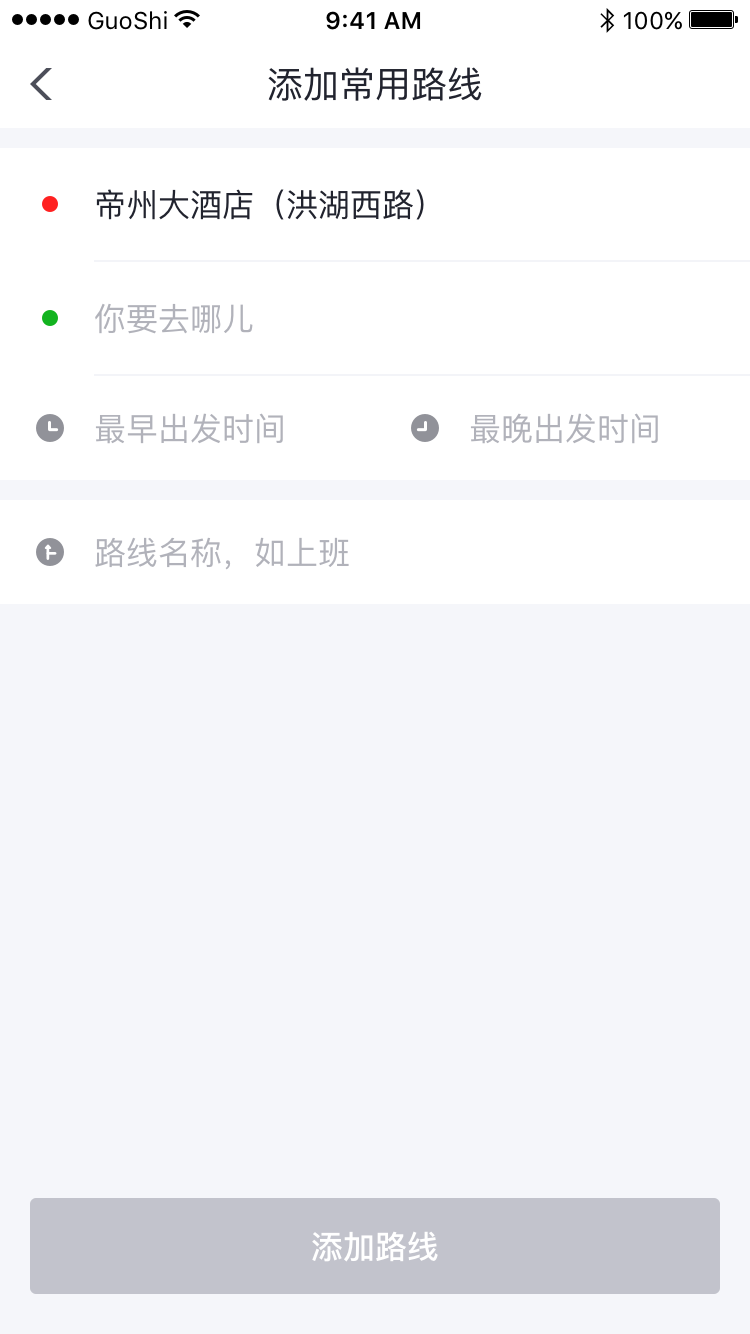 GuoShi 9:41 AM 100%
添加常用路线
帝州大酒店（洪湖西路）
你要去哪儿
最早出发时间 最晚出发时间
路线名称，如上班
添加路线